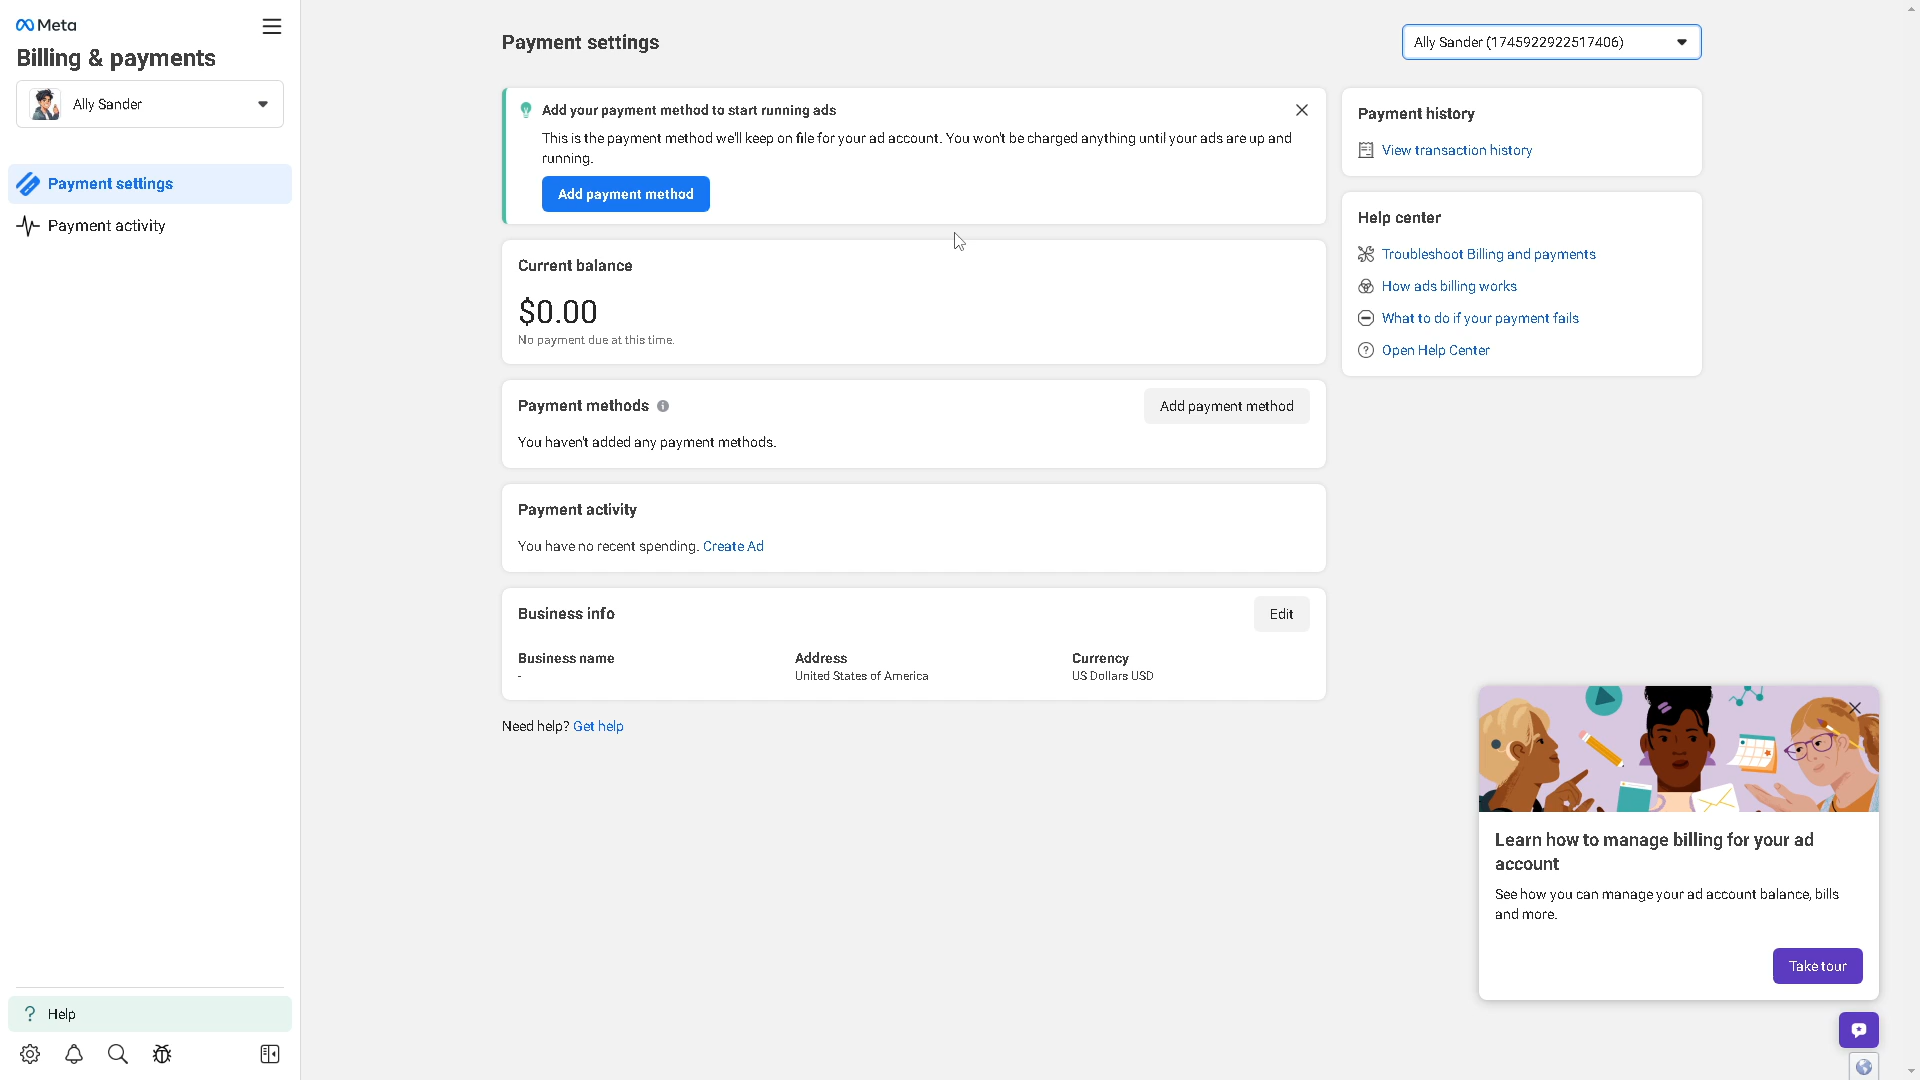 Meta
Billing & payments
Ally Sander
Payment settings
Payment activity
Help
Payment settings
Ally Sander (1745922922517406)
Add your payment method to start running ads
This is the payment method we'll keep on file for your ad account. You won't be charged anything until your ads are up and
running.
Add payment method
Current balance
$0.00
No payment due at this time.
Payment methods
Add payment method
You haven't added any payment methods.
Payment activity
You have no recent spending. Create Ad
Business info
Edit
Business name
Address
Currency
-
United States of America
US Dollars USD
Need help? Get help
Payment history
View transaction history
Help center
Troubleshoot Billing and payments
How ads billing works
What to do if your payment fails
Open Help Center
Learn how to manage billing for your ad
account
See how you can manage your ad account balance, bills
and more.
Take tour